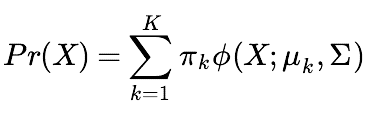 Pr(X) = \sum_{k=1}^{K} \pi_k \phi(X; \mu_k, \Sigma)